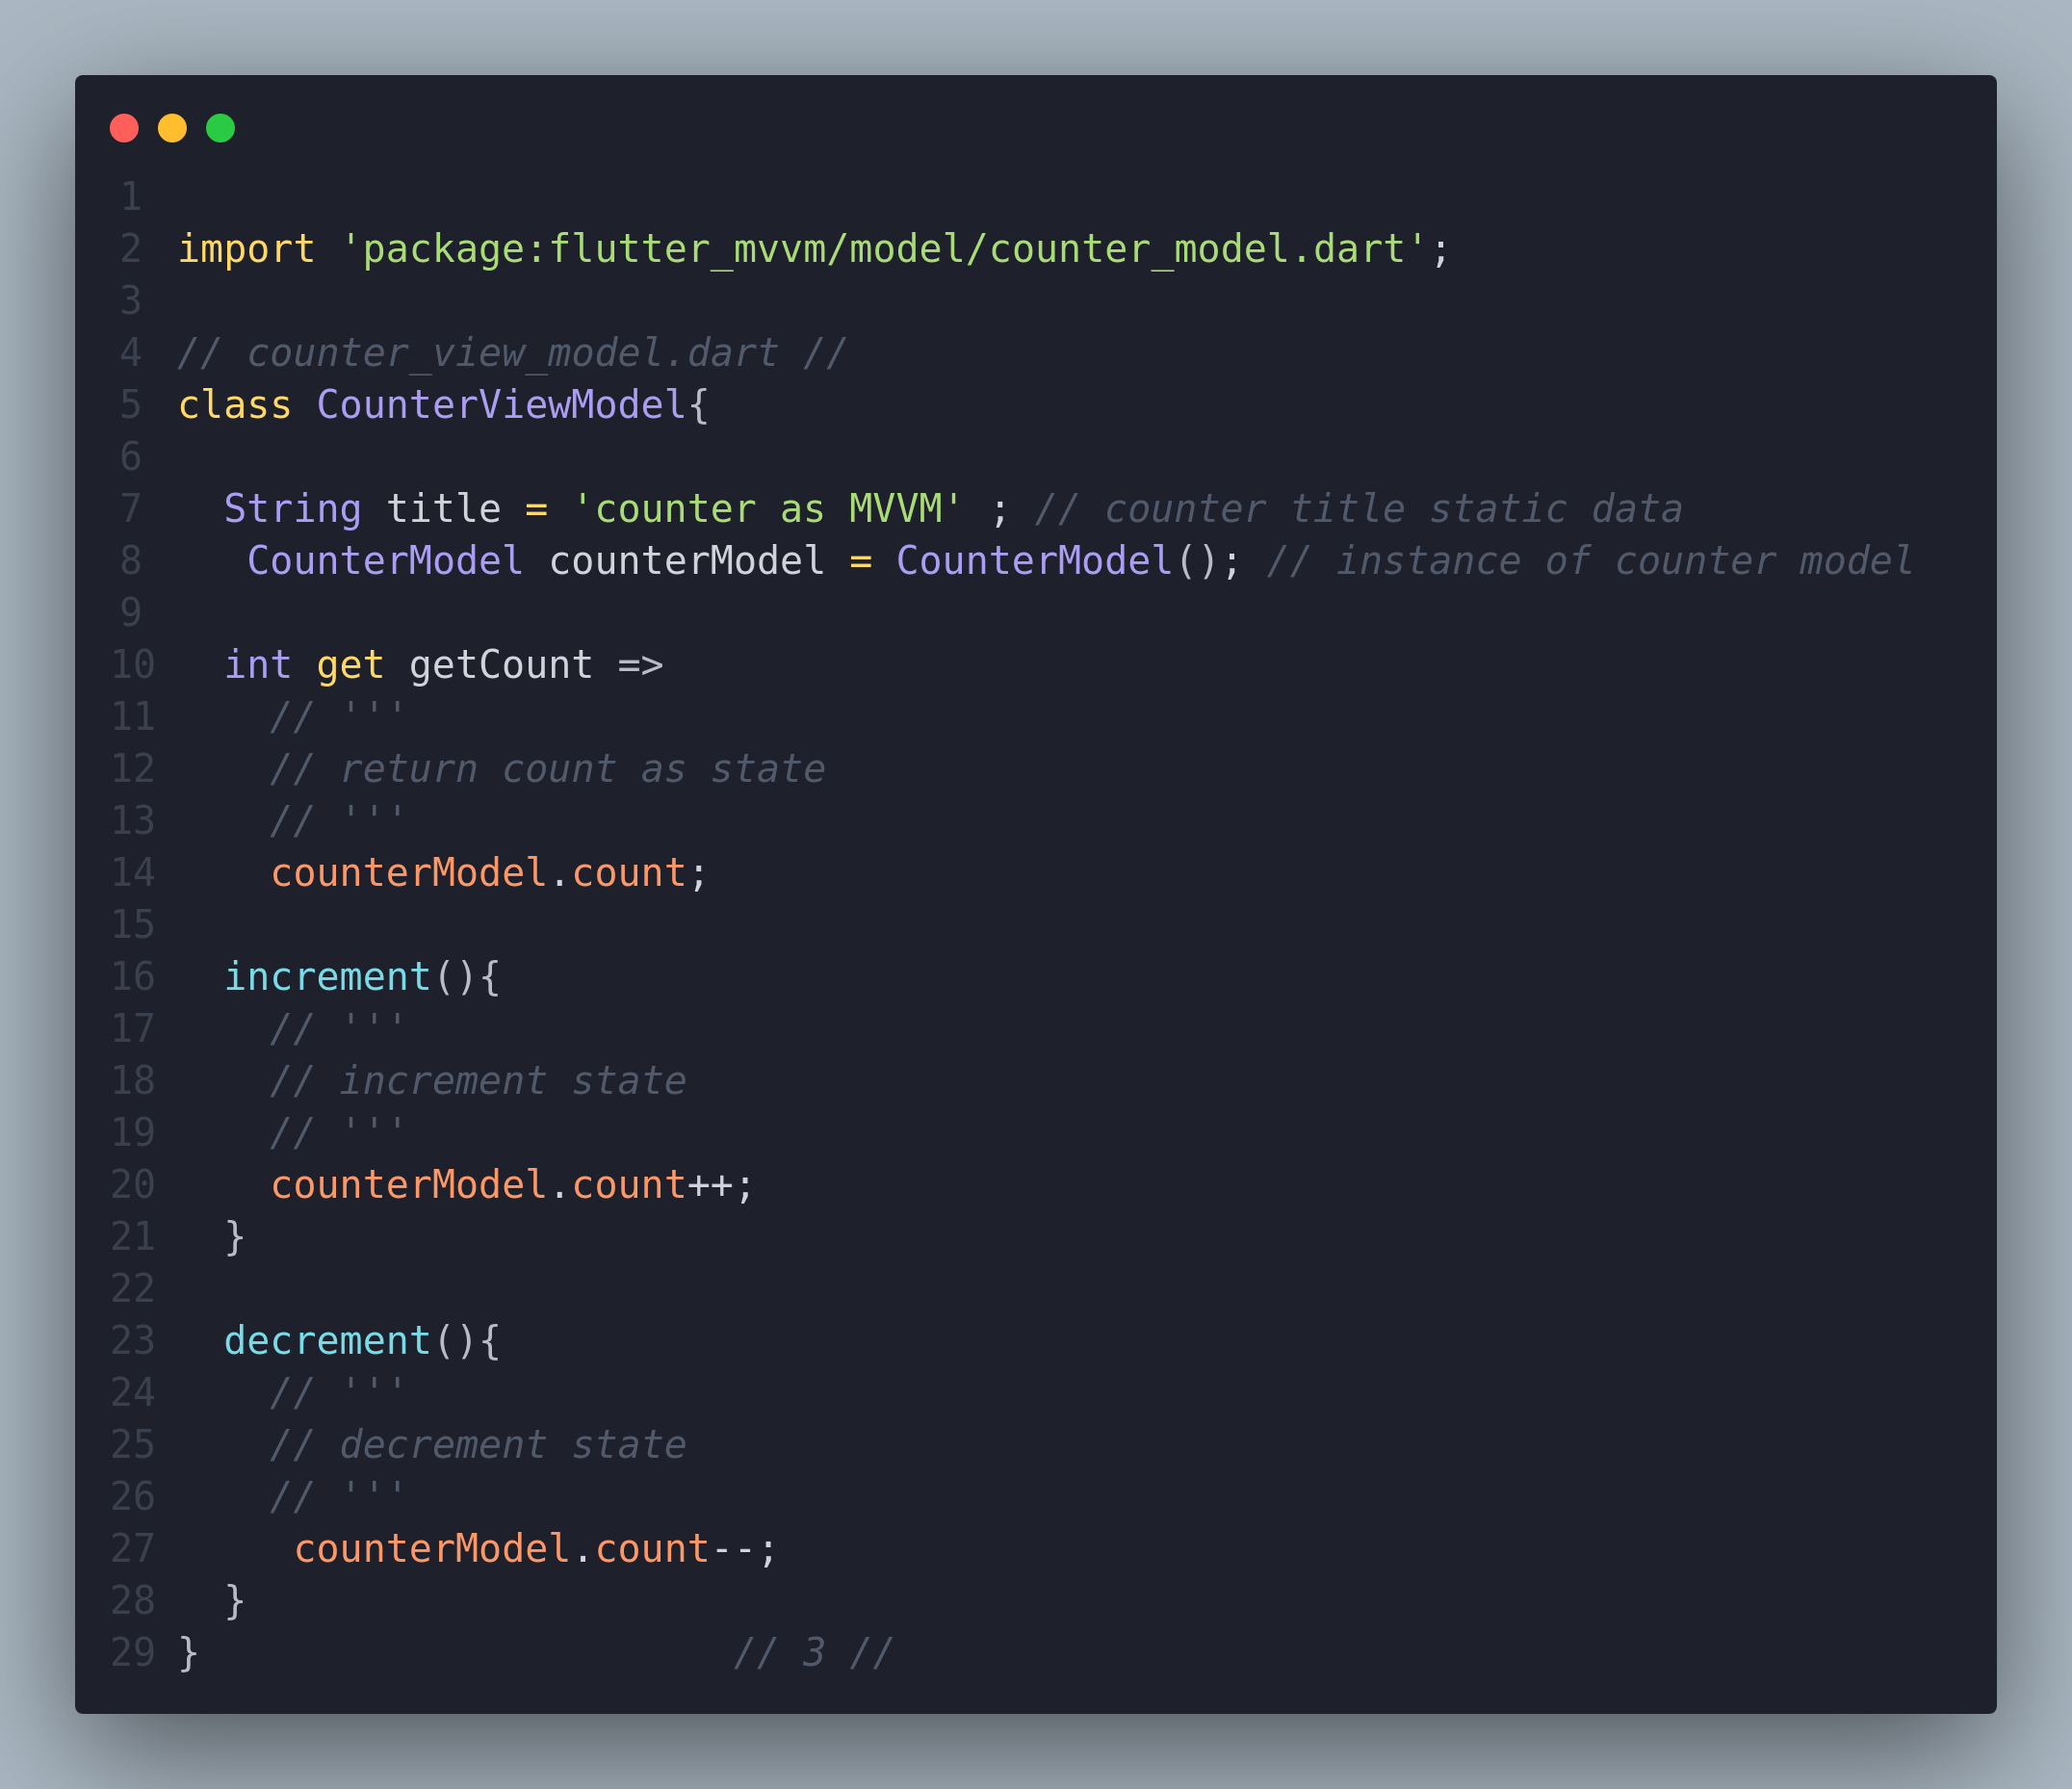 1
2 import 'package:flutter_mvvm/model/counter_model.dart';
3
4 // counter_view_model.dart //
5 class CounterViewModel{
6
7   String title = 'counter as MVVM' ; // counter title static data
8    CounterModel counterModel = CounterModel(); // instance of counter model
9
10   int get getCount =>
11     // '''
12     // return count as state
13     // '''
14     counterModel.count;
15
16   increment(){
17     // '''
18     // increment state
19     // '''
20     counterModel.count++;
21   }
22
23   decrement(){
24     // '''
25     // decrement state
26     // '''
27      counterModel.count--;
28   }
29 }                       // 3 //